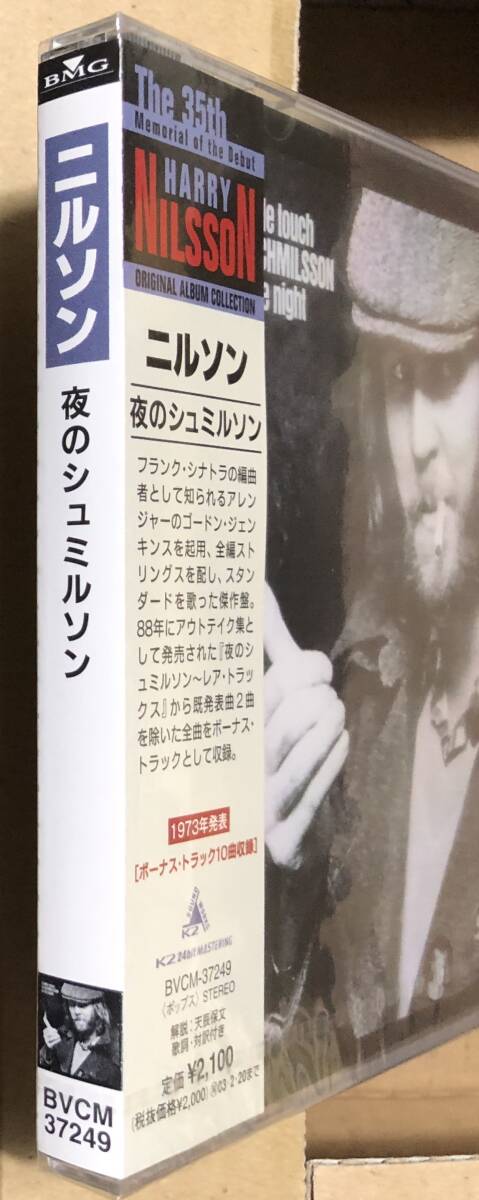 BMG
ニルソン
夜のシュミルソン
BVCM
37249
The 35th
Memorial of the Debut
HARRY
NILSSON
ORIGINAL ALBUM COLLECTION
ニルソン
夜のシュミルソン
フランク・シナトラの編曲
者として知られるアレン
ジャーのゴードン・ジェン
キンスを起用、全編スト
リングスを配し、スタン
ダードを歌った傑作盤。
88年にアウトテイク集と
して発売された『夜のシ
ュミルソン〜レア・トラッ
クス』から既発表曲2曲
を除いた全曲をボーナス・
トラックとして収録。
1973年発表
[ボーナス・トラック10曲収録]
K2
K2 24bit MASTERING
BVCM-37249
〈ポップス〉 STEREO
解説：天辰保文
歌詞・対訳付き
定価 ¥2,100
(税抜価格¥2,000) 03・2・20まで
le touch
HMILSSON
e night